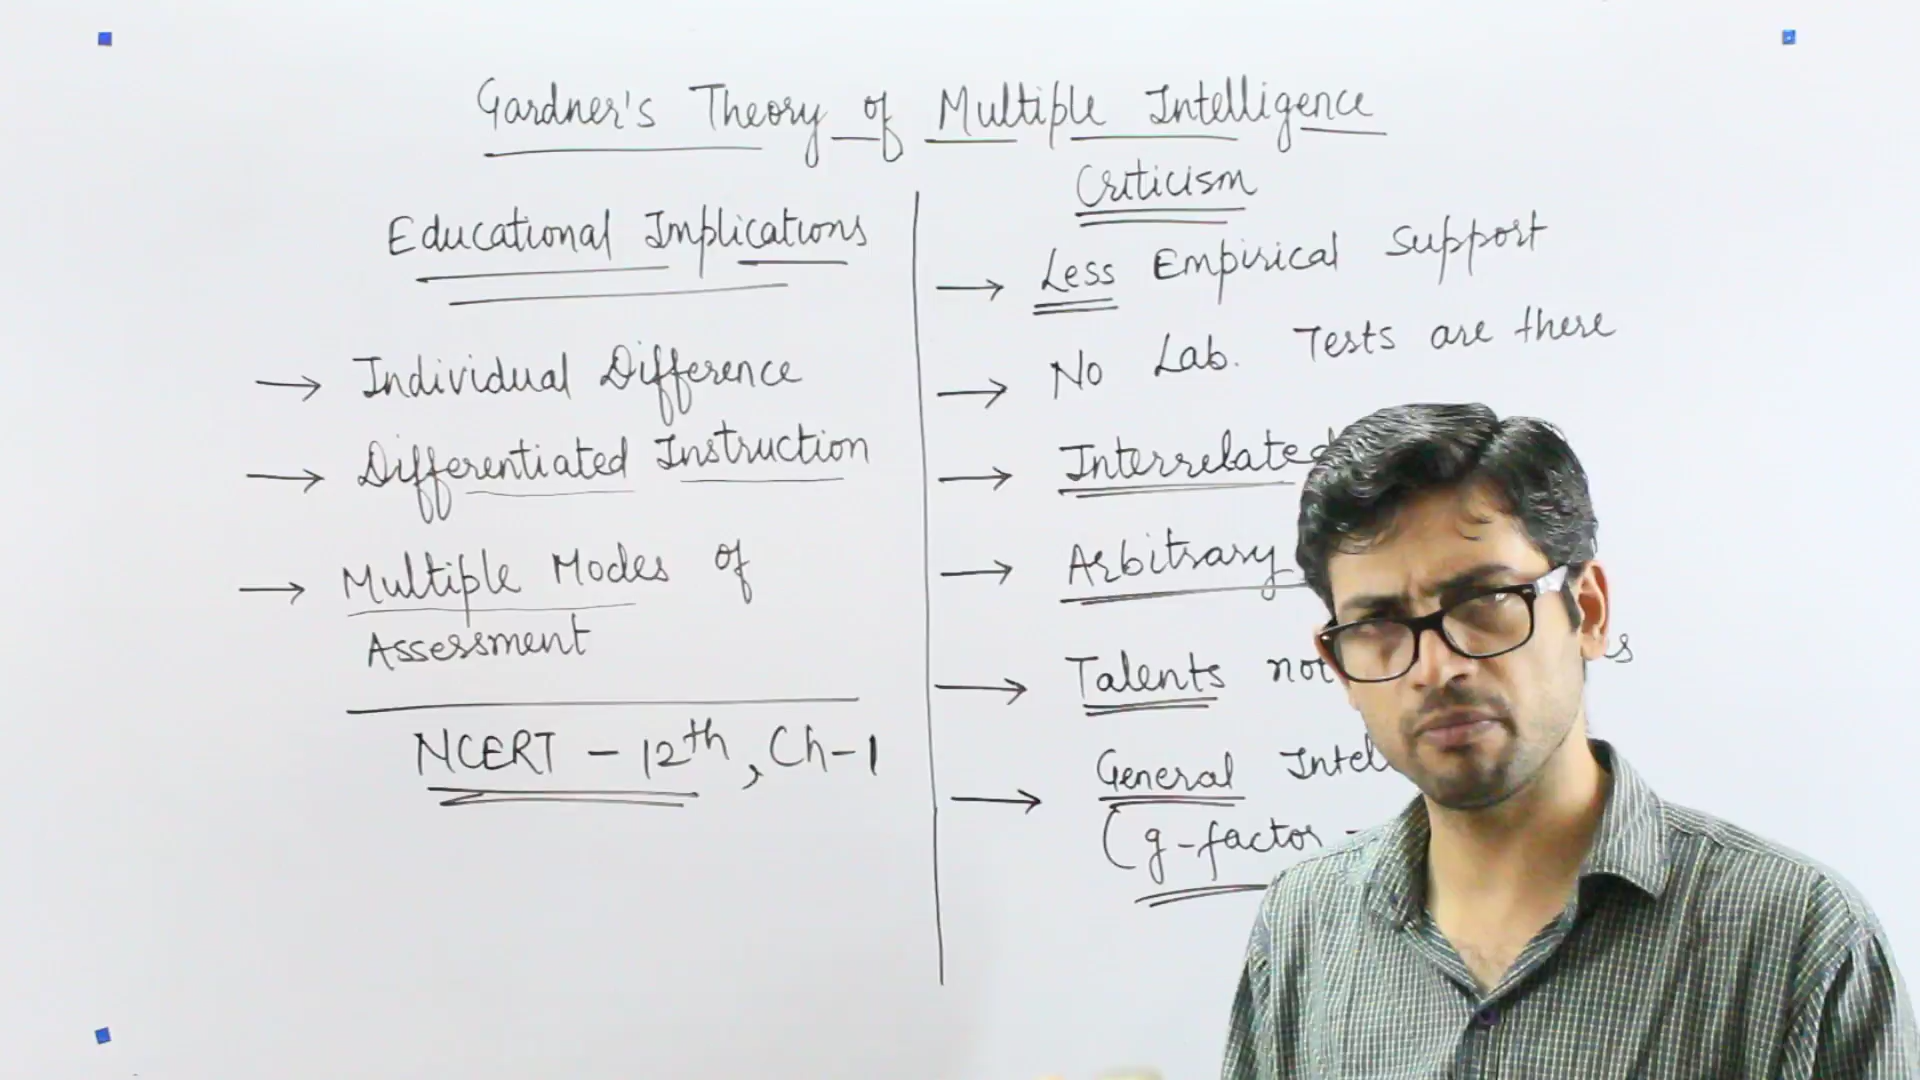 Gardner's Theory of Multiple Intelligence
Educational Implications
→ Individual Difference
→ Differentiated Instruction
→ Multiple Modes of
Assessment
NCERT - 12th, Ch-1
Criticism
→ Less Empirical Support
→ No Lab. Tests are there
→ Interrelated
→ Arbitrary
→ Talents not
→ General
(g-factor -